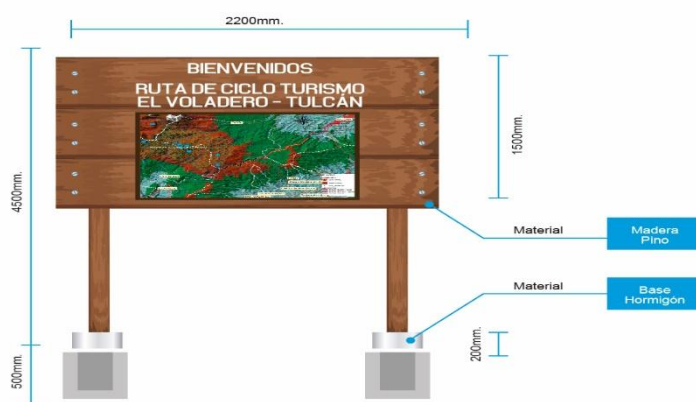 2200mm.
BIENVENIDOS
RUTA DE CICLO TURISMO
EL VOLADERO - TULCÁN
1500mm.
4500mm.
Material
Madera
Pino
Material
Base
Hormigón
200mm.
500mm.